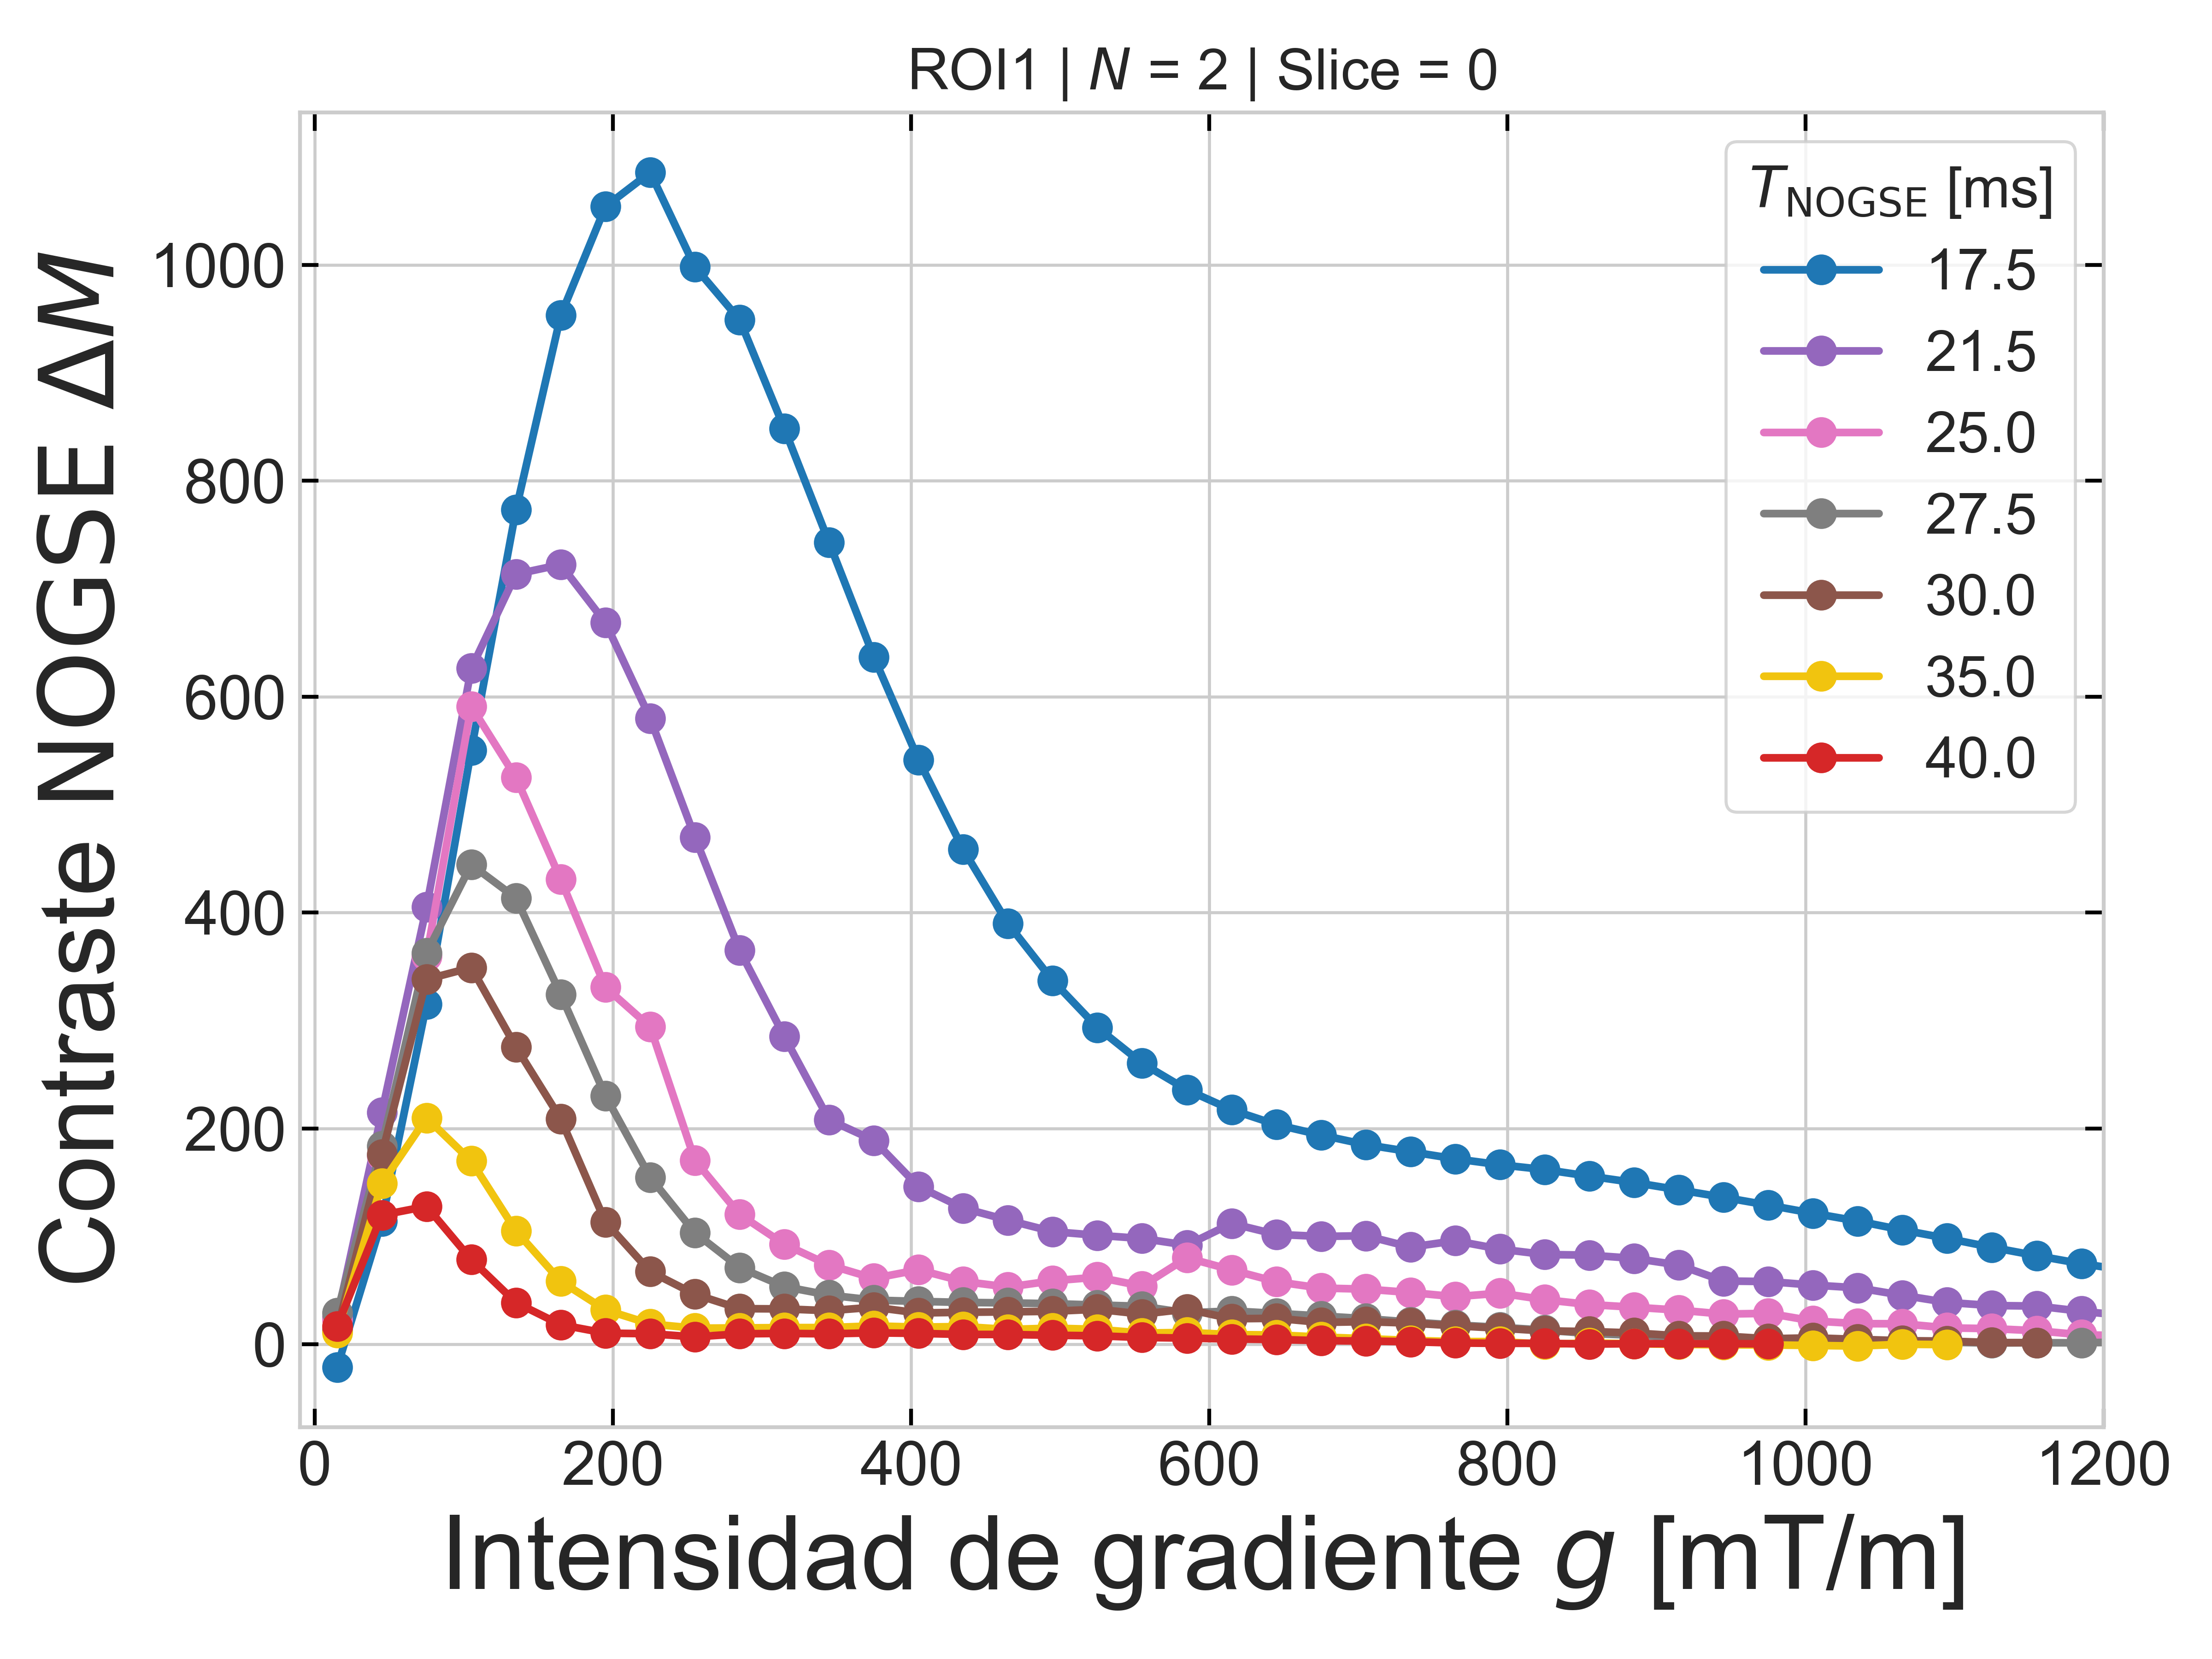 ROI1 | N = 2 | Slice = 0
Contraste NOGSE ΔM
1000
800
600
400
200
0
T_NOGSE [ms]
17.5
21.5
25.0
27.5
30.0
35.0
40.0
0 200 400 600 800 1000 1200
Intensidad de gradiente g [mT/m]